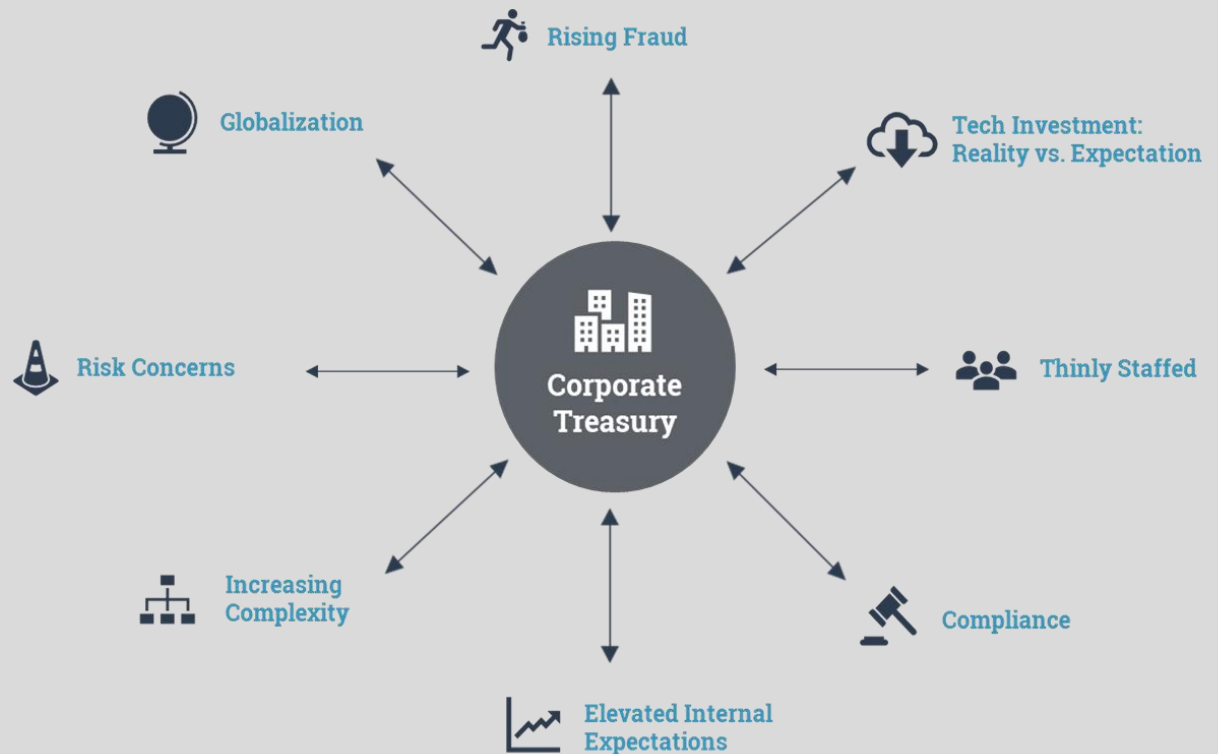 Rising Fraud
Globalization
Tech Investment:
Reality vs. Expectation
Corporate
Treasury
Risk Concerns
Thinly Staffed
Increasing
Complexity
Compliance
Elevated Internal
Expectations